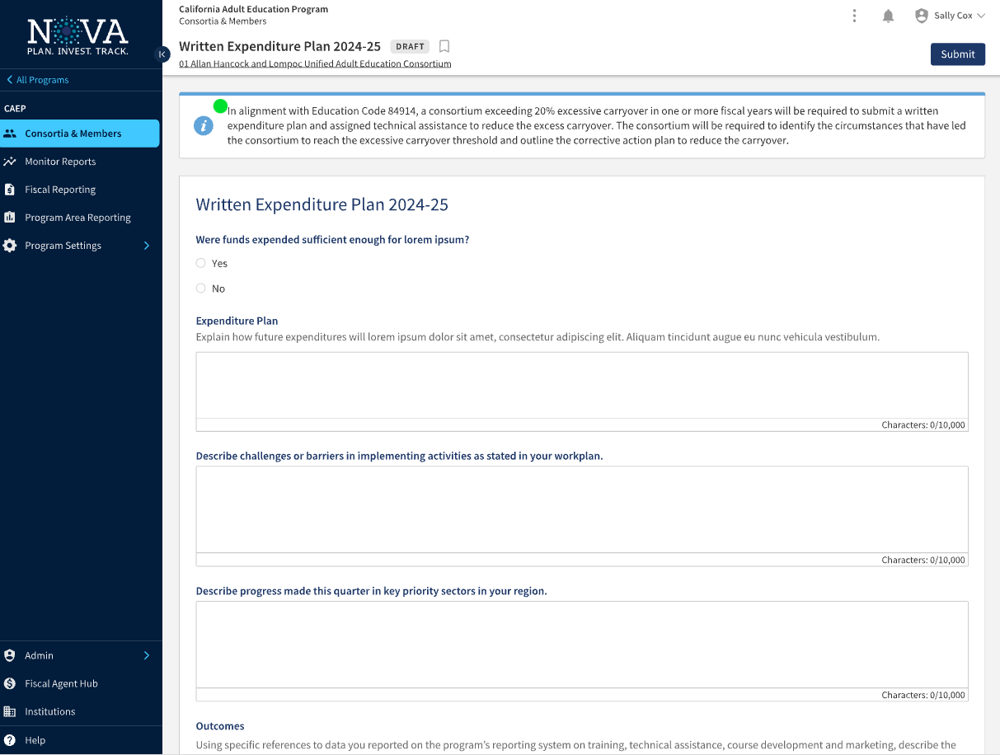 NOVA
PLAN. INVEST. TRACK.
All Programs
CAEP
Consortia & Members
Monitor Reports
Fiscal Reporting
Program Area Reporting
Program Settings
Admin
Fiscal Agent Hub
Institutions
Help
California Adult Education Program
Consortia & Members
Sally Cox
Written Expenditure Plan 2024-25 DRAFT
01 Allan Hancock and Lompoc Unified Adult Education Consortium
Submit
In alignment with Education Code 84914, a consortium exceeding 20% excessive carryover in one or more fiscal years will be required to submit a written
expenditure plan and assigned technical assistance to reduce the excess carryover. The consortium will be required to identify the circumstances that have led
the consortium to reach the excessive carryover threshold and outline the corrective action plan to reduce the carryover.
Written Expenditure Plan 2024-25
Were funds expended sufficient enough for lorem ipsum?
Yes
No
Expenditure Plan
Explain how future expenditures will lorem ipsum dolor sit amet, consectetur adipiscing elit. Aliquam tincidunt augue eu nunc vehicula vestibulum.
Characters: 0/10,000
Describe challenges or barriers in implementing activities as stated in your workplan.
Characters: 0/10,000
Describe progress made this quarter in key priority sectors in your region.
Characters: 0/10,000
Outcomes
Using specific references to data you reported on the program's reporting system on training, technical assistance, course development and marketing, describe the